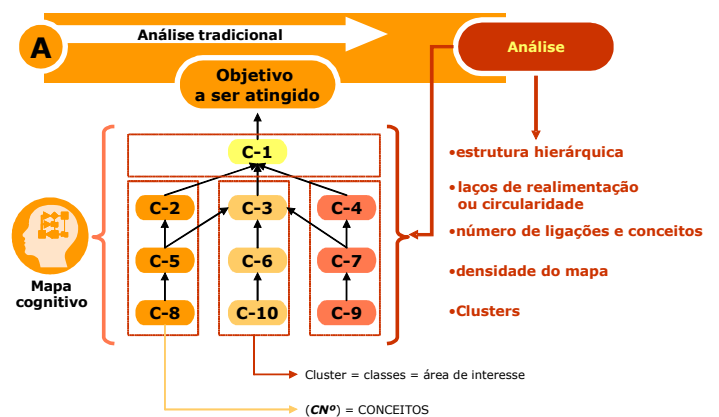 A
Análise tradicional
Análise
Objetivo
a ser atingido
C-1
C-2
C-3
C-4
C-5
C-6
C-7
C-8
C-10
C-9
Mapa
cognitivo
•estrutura hierárquica
•laços de realimentação
ou circularidade
•número de ligações e conceitos
•densidade do mapa
•Clusters
Cluster = classes = área de interesse
(CNº) = CONCEITOS